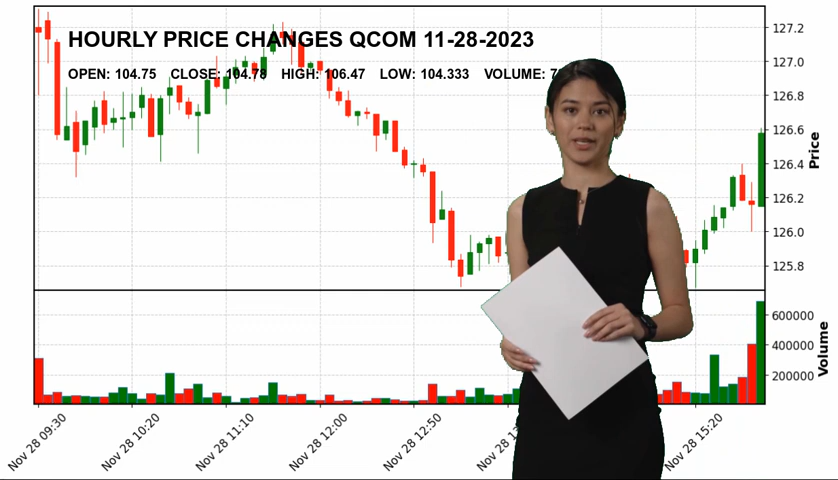 HOURLY PRICE CHANGES QCOM 11-28-2023
OPEN: 104.75 CLOSE: 104.78 HIGH: 106.47 LOW: 104.333 VOLUME:
127.2
127.0
126.8
126.6
126.4
126.2
126.0
125.8
Price
600000
400000
200000
Volume
Nov 28 09:30
Nov 28 10:20
Nov 28 11:10
Nov 28 12:00
Nov 28 12:50
Nov 28
Nov 28 15:20